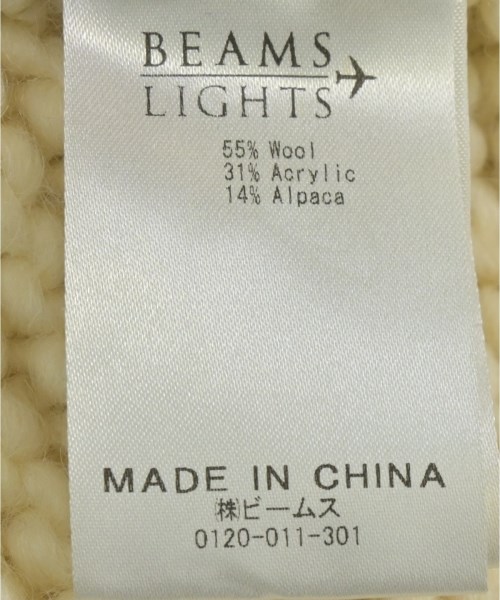 BEAMS
LIGHTS
55% Wool
31% Acrylic
14% Alpaca
MADE IN CHINA
㈱ビームス
0120-011-301